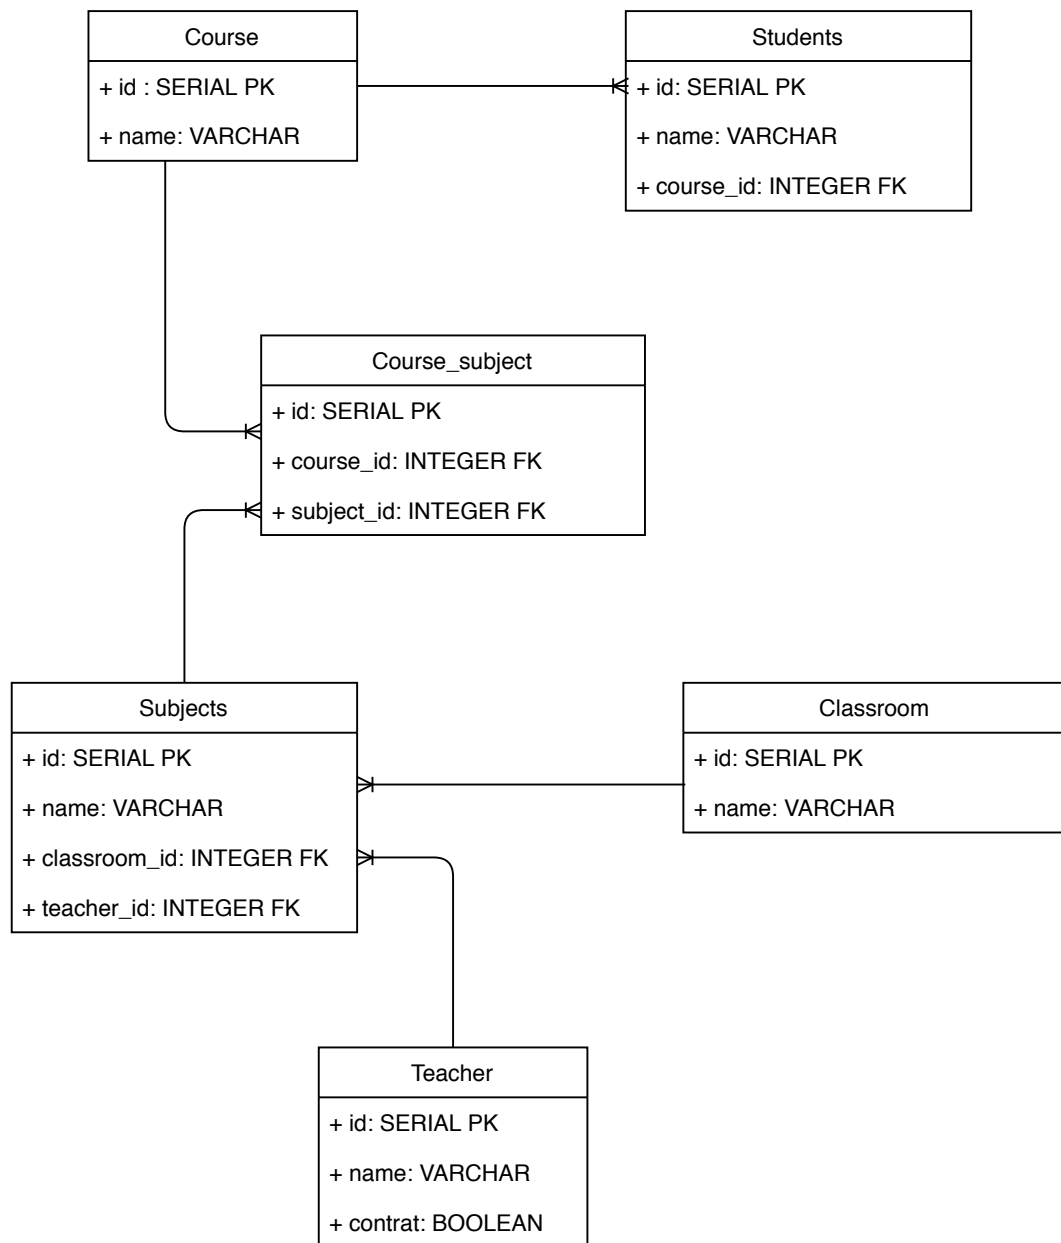 Course
+ id : SERIAL PK
+ name: VARCHAR
Students
+ id: SERIAL PK
+ name: VARCHAR
+ course_id: INTEGER FK
Course_subject
+ id: SERIAL PK
+ course_id: INTEGER FK
+ subject_id: INTEGER FK
Subjects
+ id: SERIAL PK
+ name: VARCHAR
+ classroom_id: INTEGER FK
+ teacher_id: INTEGER FK
Classroom
+ id: SERIAL PK
+ name: VARCHAR
Teacher
+ id: SERIAL PK
+ name: VARCHAR
+ contrat: BOOLEAN